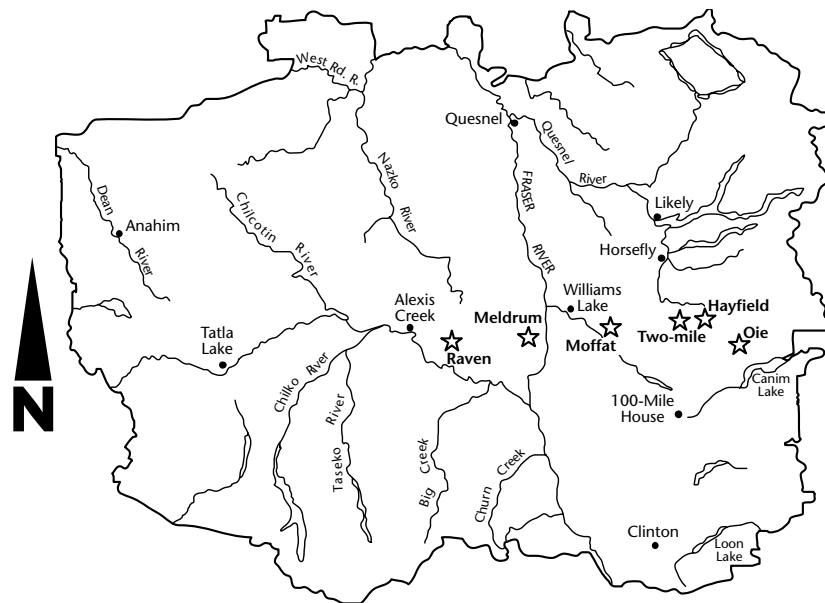 West Rd. R.
Quesnel
Quesnel
River
Nazko
River
FRASER
RIVER
Dean
River
Anahim
Chilcotin
River
Likely
Horsefly
Williams
Lake
Alexis
Creek
Meldrum
Raven
Moffat
Two-mile
Hayfield
Oie
Tatla
Lake
Chilko River
Taseko
River
Big
Creek
Churn
Creek
100-Mile
House
Canim
Lake
Clinton
Loon
Lake
N